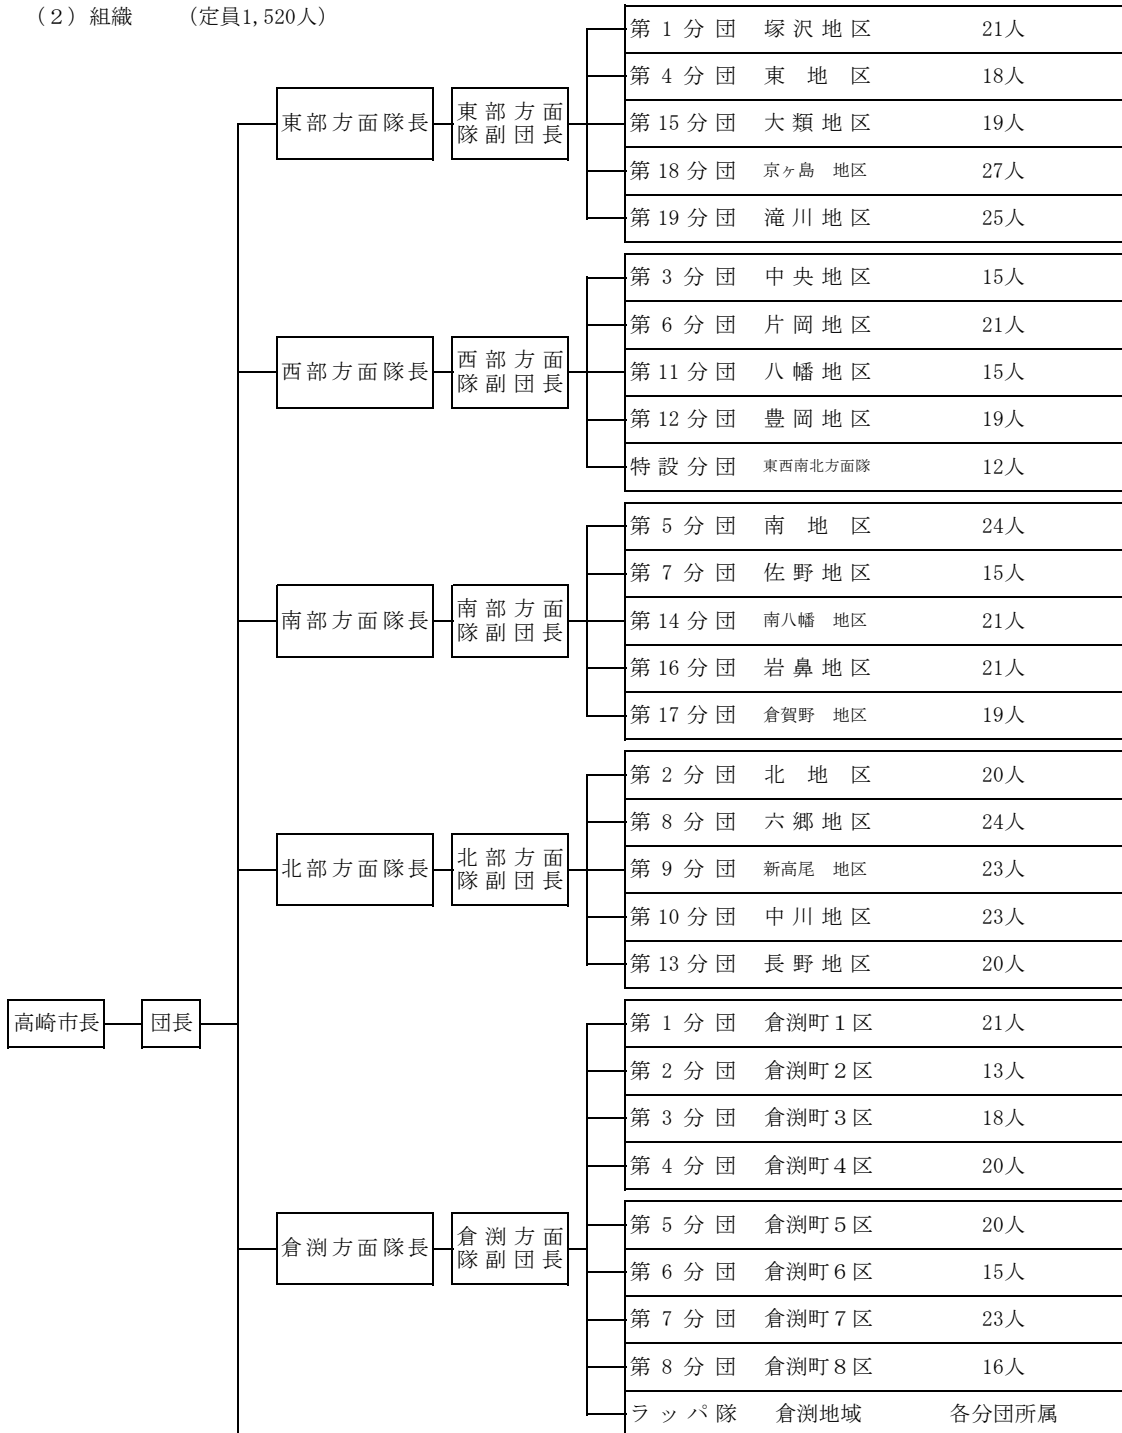 （２）組織　　（定員1,520人）
第 1 分 団　塚 沢 地 区　21人
第 4 分 団　東　地　区　18人
東部方面隊長　東部方面
隊副団長
第 15 分 団　大 類 地 区　19人
第 18 分 団　京ヶ島　地区　27人
第 19 分 団　滝 川 地 区　25人
第 3 分 団　中 央 地 区　15人
第 6 分 団　片 岡 地 区　21人
西部方面隊長　西部方面
隊副団長
第 11 分 団　八 幡 地 区　15人
第 12 分 団　豊 岡 地 区　19人
特 設 分 団　東西南北方面隊　12人
第 5 分 団　南　地　区　24人
第 7 分 団　佐 野 地 区　15人
南部方面隊長　南部方面
隊副団長
第 14 分 団　南八幡　地区　21人
第 16 分 団　岩 鼻 地 区　21人
第 17 分 団　倉賀野　地区　19人
第 2 分 団　北　地　区　20人
第 8 分 団　六 郷 地 区　24人
北部方面隊長　北部方面
隊副団長
第 9 分 団　新高尾　地区　23人
第 10 分 団　中 川 地 区　23人
第 13 分 団　長 野 地 区　20人
高崎市長　団長
第 1 分 団　倉渕町１区　21人
第 2 分 団　倉渕町２区　13人
第 3 分 団　倉渕町３区　18人
第 4 分 団　倉渕町４区　20人
倉渕方面隊長　倉渕方面
隊副団長
第 5 分 団　倉渕町５区　20人
第 6 分 団　倉渕町６区　15人
第 7 分 団　倉渕町７区　23人
第 8 分 団　倉渕町８区　16人
ラ ッ パ 隊　倉渕地域　各分団所属